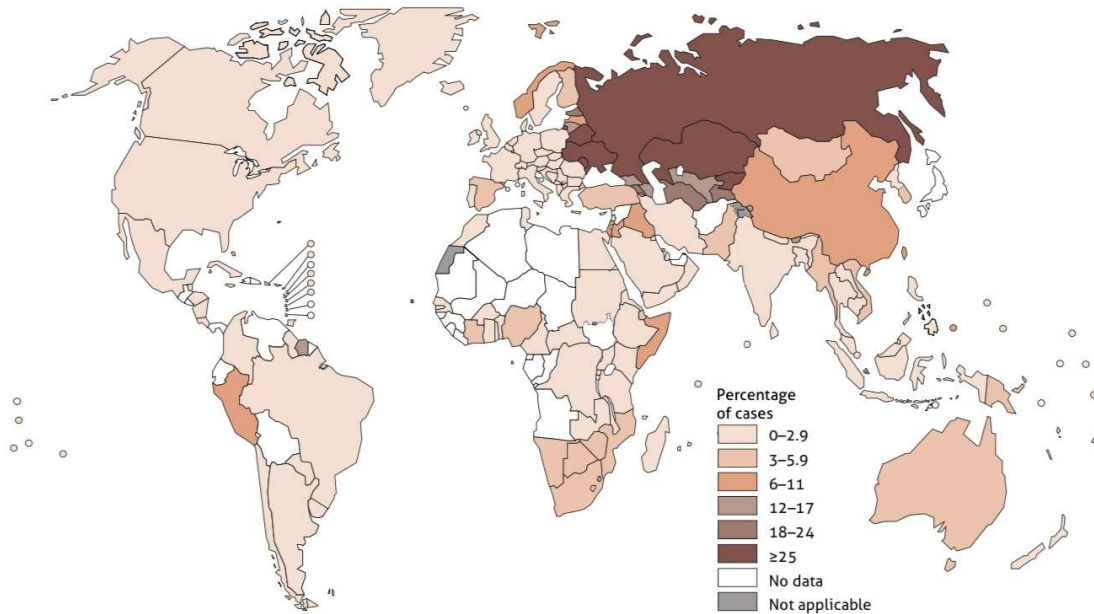 Percentage
of cases
0–2.9
3–5.9
6–11
12–17
18–24
≥25
No data
Not applicable